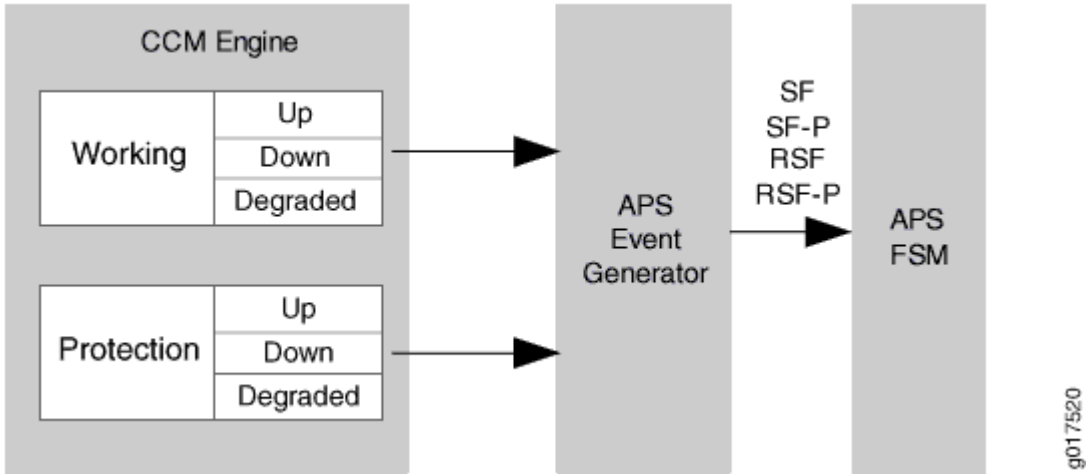 CCM Engine
Working
Up
Down
Degraded
Protection
Up
Down
Degraded
APS
Event
Generator
SF
SF-P
RSF
RSF-P
APS
FSM
g017520